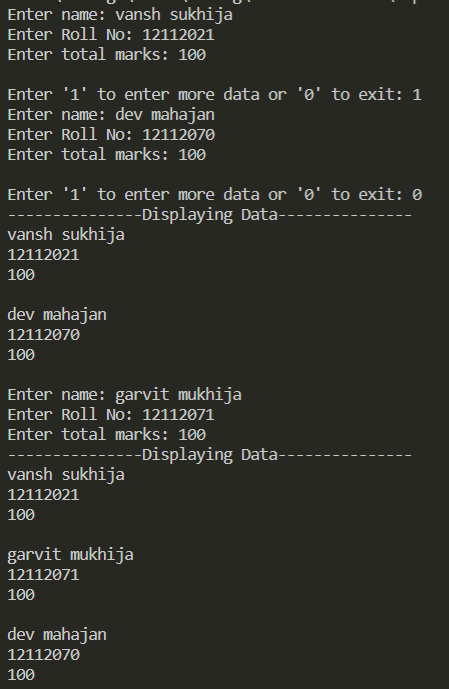 Enter name: vansh sukhija
Enter Roll No: 12112021
Enter total marks: 100
Enter '1' to enter more data or '0' to exit: 1
Enter name: dev mahajan
Enter Roll No: 12112070
Enter total marks: 100
Enter '1' to enter more data or '0' to exit: 0
---------------Displaying Data---------------
vansh sukhija
12112021
100
dev mahajan
12112070
100
Enter name: garvit mukhija
Enter Roll No: 12112071
Enter total marks: 100
---------------Displaying Data---------------
vansh sukhija
12112021
100
garvit mukhija
12112071
100
dev mahajan
12112070
100